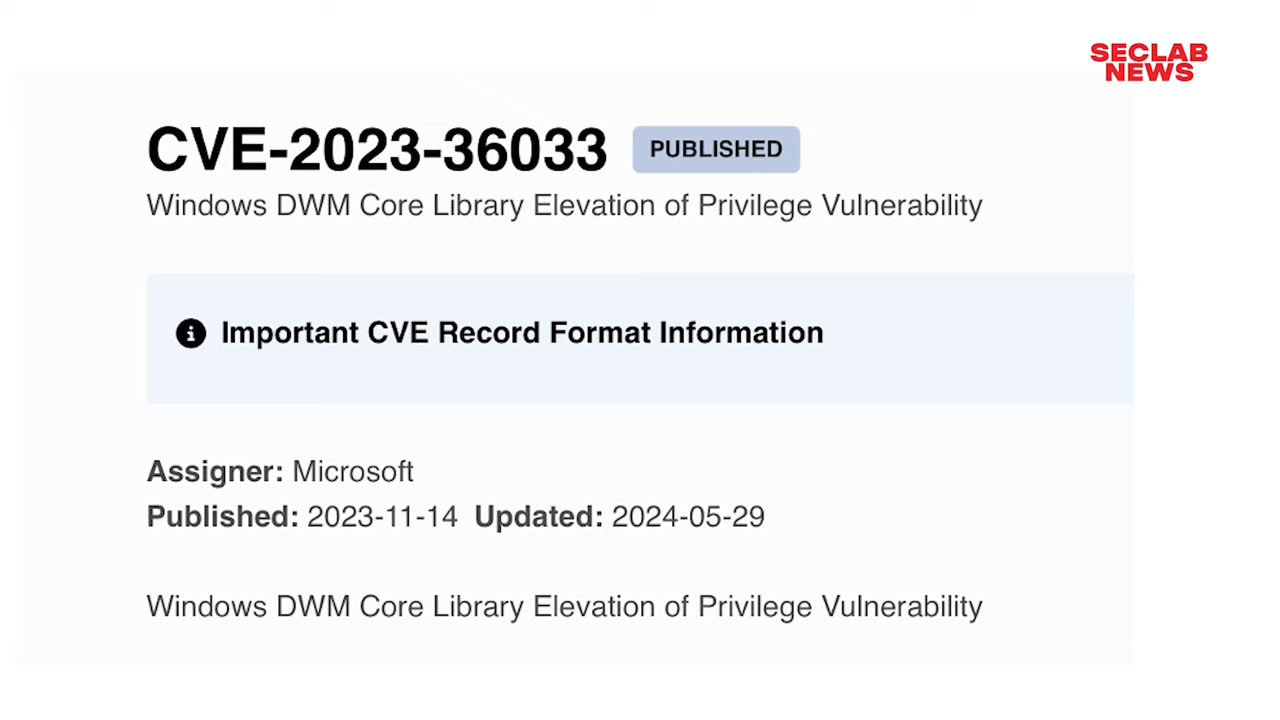 SECLAB
NEWS
CVE-2023-36033 PUBLISHED
Windows DWM Core Library Elevation of Privilege Vulnerability
Important CVE Record Format Information
Assigner: Microsoft
Published: 2023-11-14 Updated: 2024-05-29
Windows DWM Core Library Elevation of Privilege Vulnerability